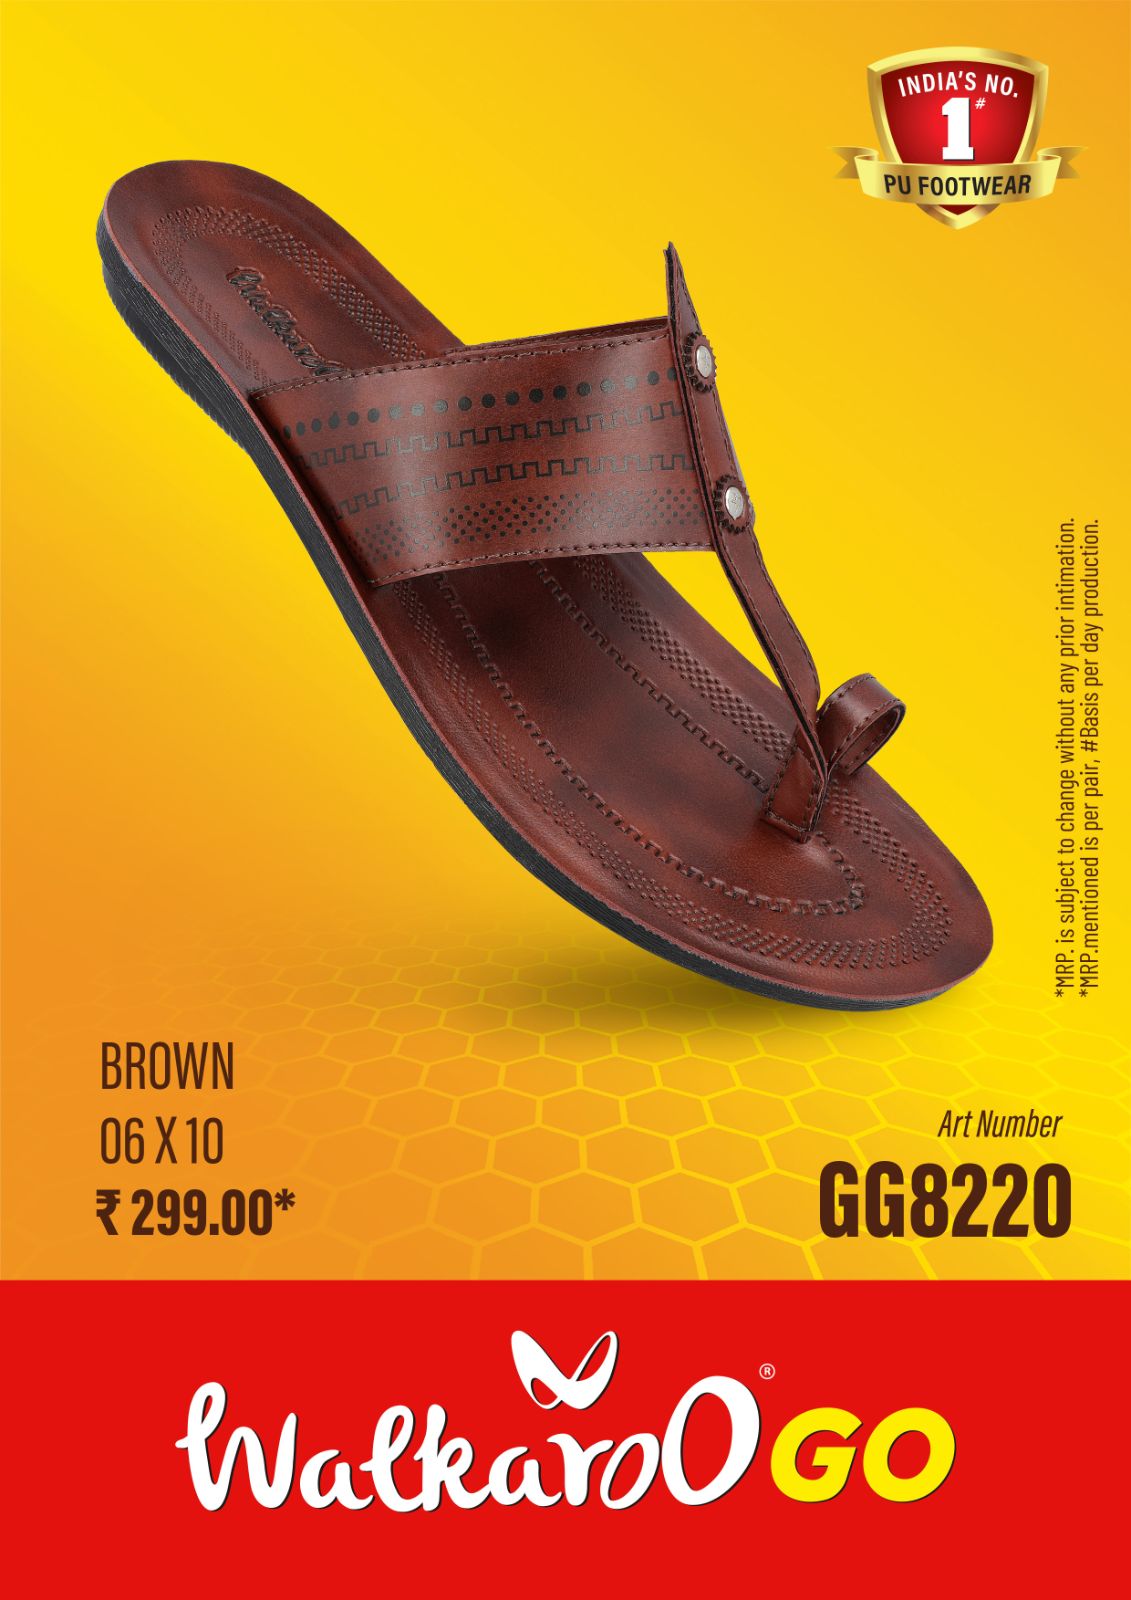 INDIA'S NO.
1#
PU FOOTWEAR
Walkaroo
*MRP. is subject to change without any prior intimation.
*MRP.mentioned is per pair, #Basis per day production.
BROWN
06 X 10
₹ 299.00*
Art Number
GG8220
WalkaroO® GO